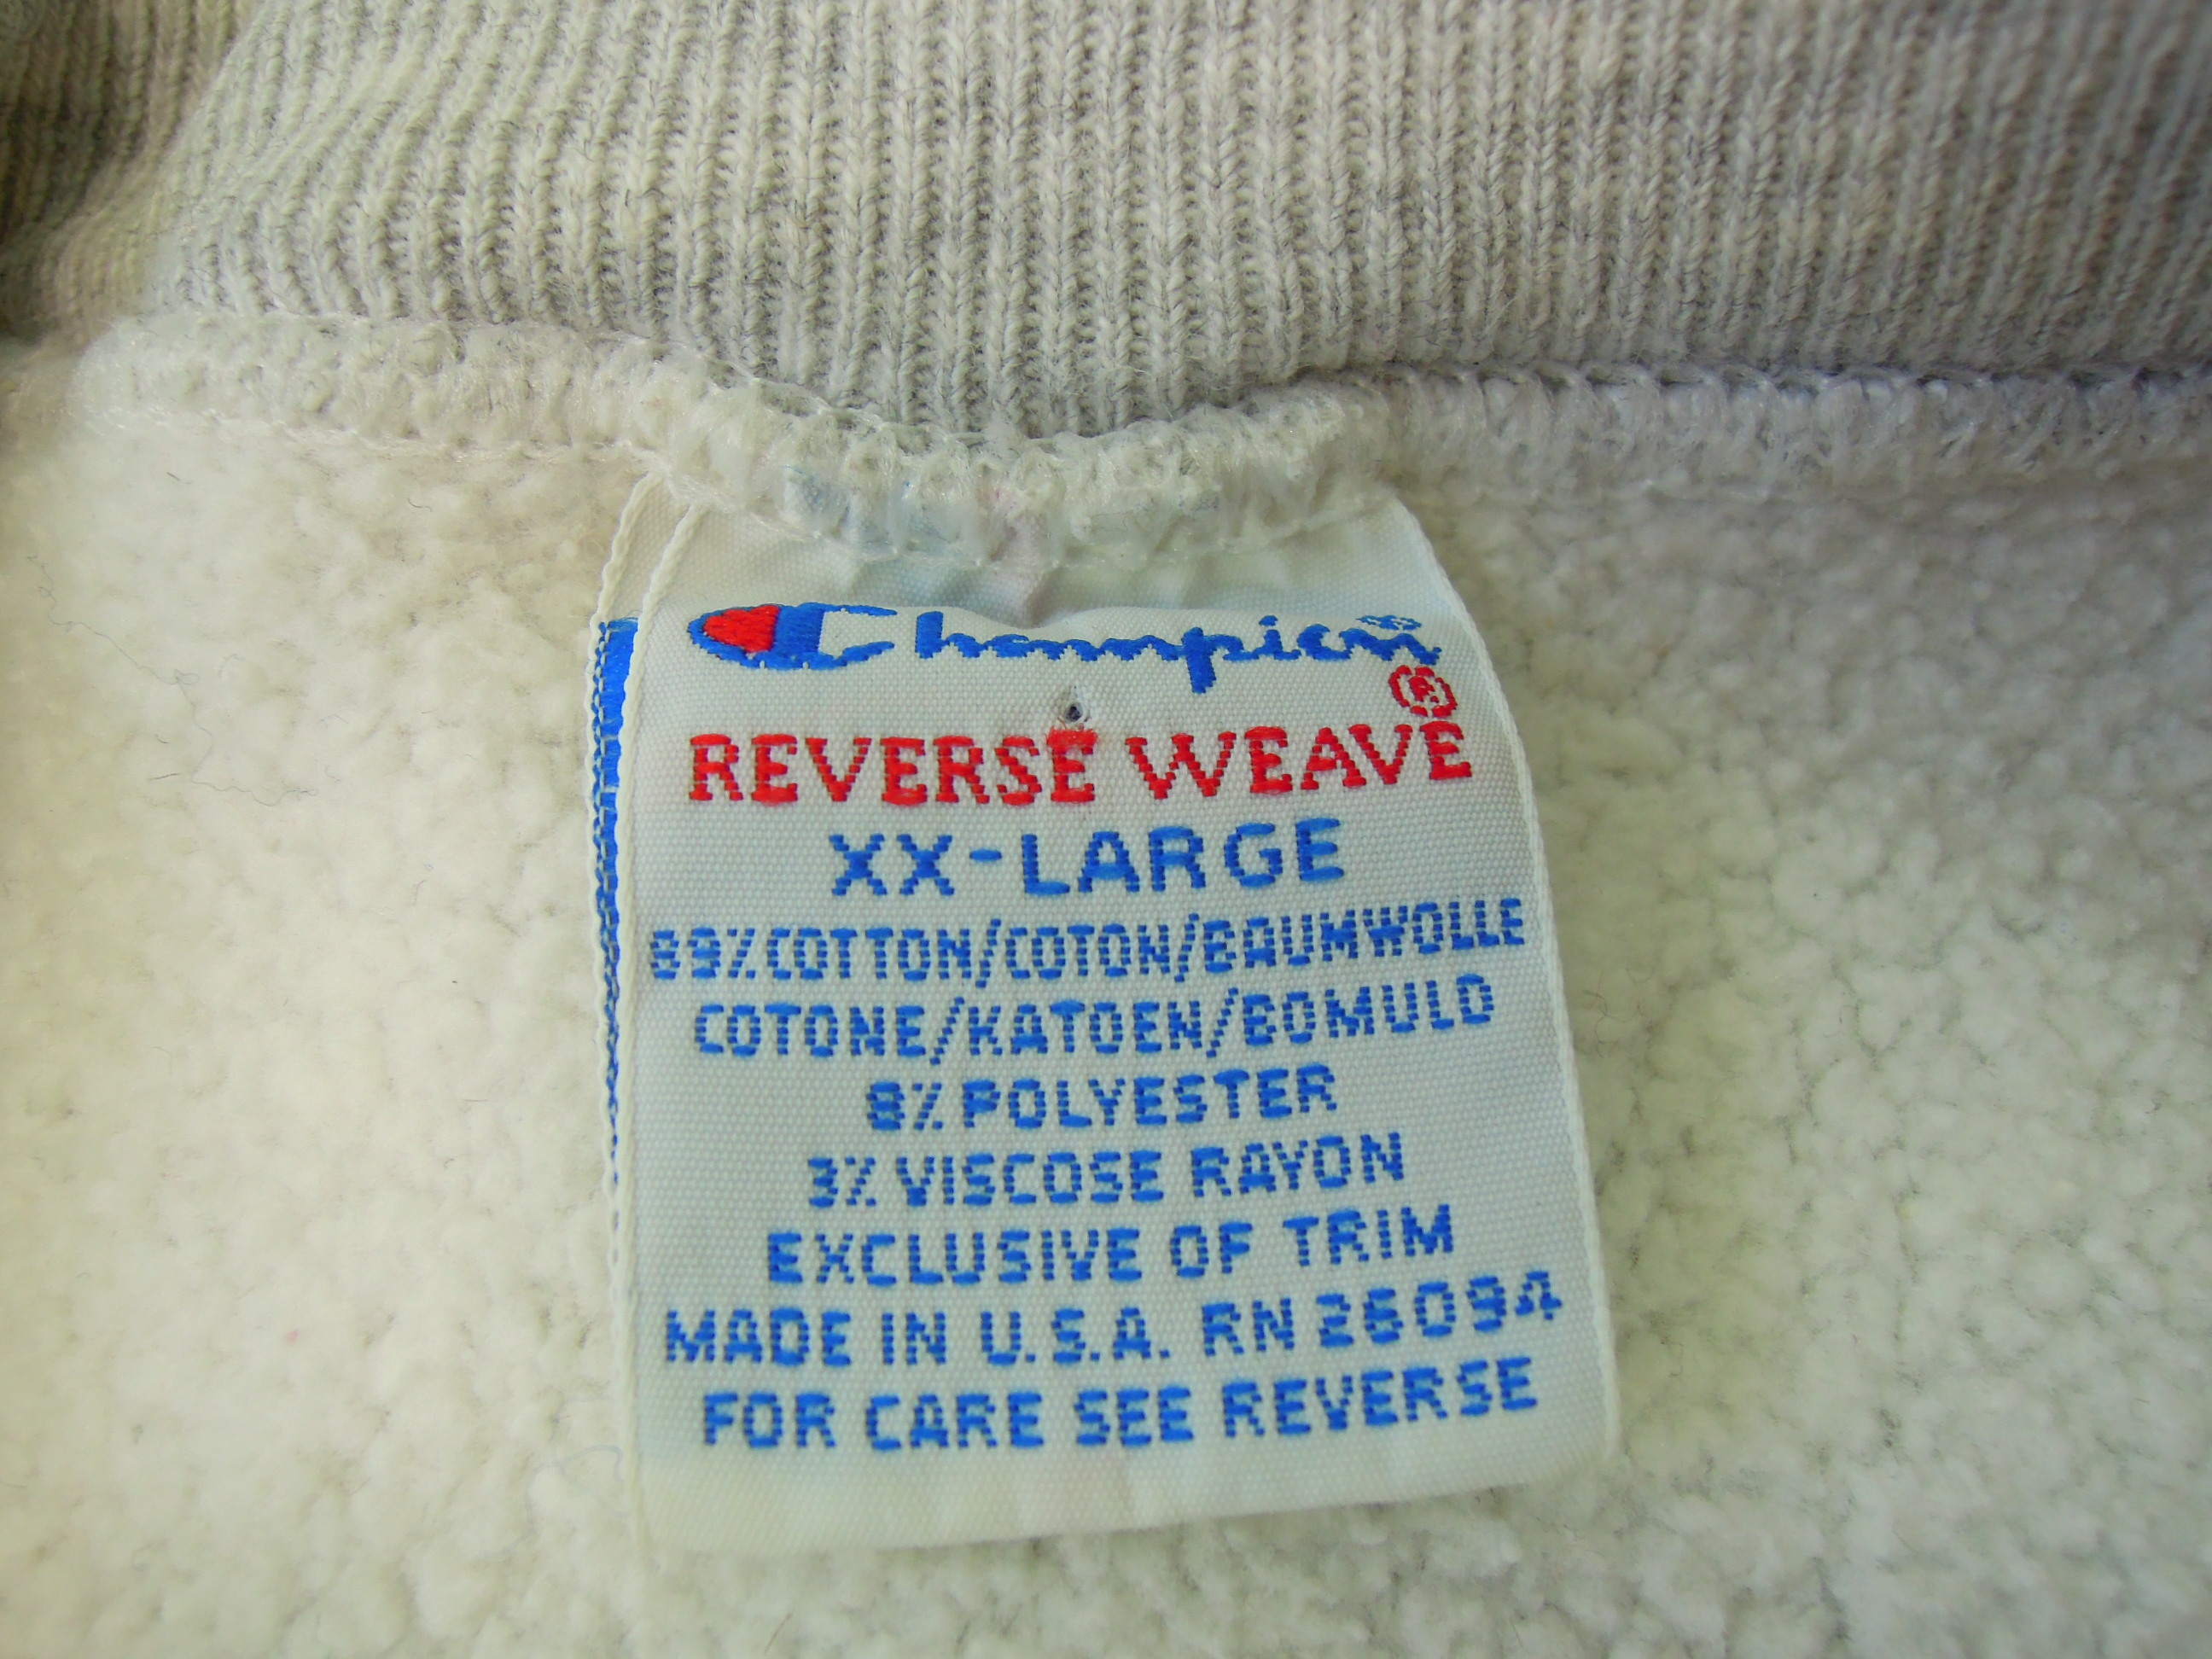 Champion®
®
REVERSE WEAVE
XX-LARGE
89% COTTON/COTON/BAUMWOLLE
COTONE/KATOEN/BOMULD
8% POLYESTER
3% VISCOSE RAYON
EXCLUSIVE OF TRIM
MADE IN U.S.A. RN 26094
FOR CARE SEE REVERSE